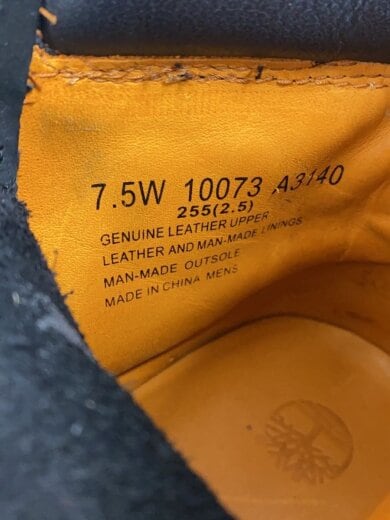 7.5W 10073 A3140
255(2.5)
GENUINE LEATHER UPPER
LEATHER AND MAN-MADE LININGS
MAN-MADE OUTSOLE
MADE IN CHINA MENS